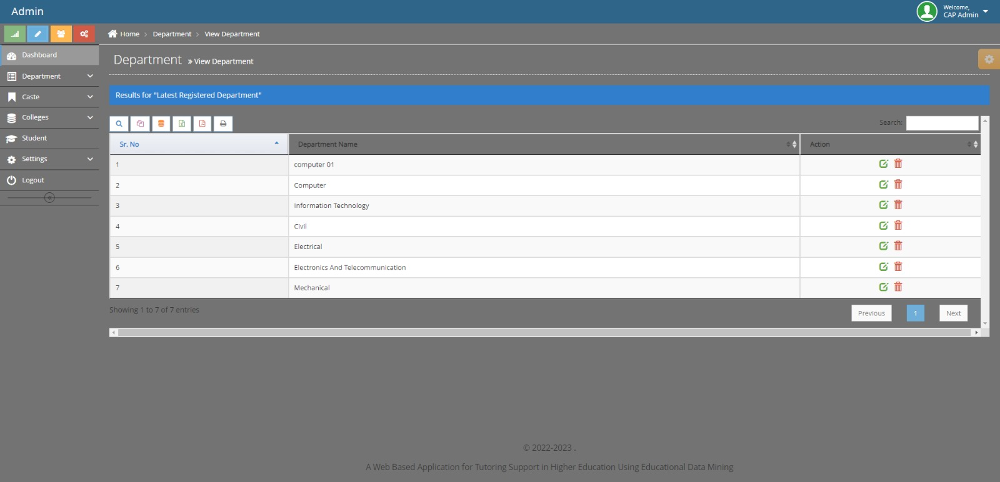 Admin
Welcome,
CAP Admin
Home > Department > View Department
Dashboard
Department
Caste
Colleges
Student
Settings
Logout
Department » View Department
Results for "Latest Registered Department"
Search:
Sr. No Department Name Action
1 computer 01
2 Computer
3 Information Technology
4 Civil
5 Electrical
6 Electronics And Telecommunication
7 Mechanical
Showing 1 to 7 of 7 entries
Previous 1 Next
© 2022-2023 .
A Web Based Application for Tutoring Support in Higher Education Using Educational Data Mining